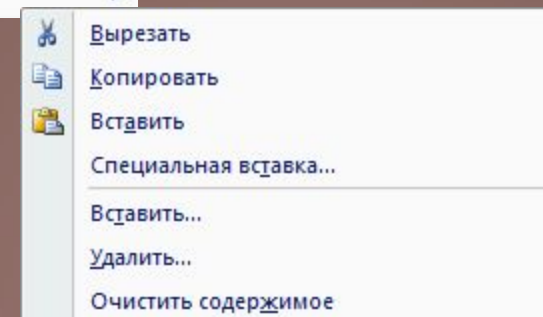 Вырезать
Копировать
Вставить
Специальная вставка...
Вставить...
Удалить...
Очистить содержимое